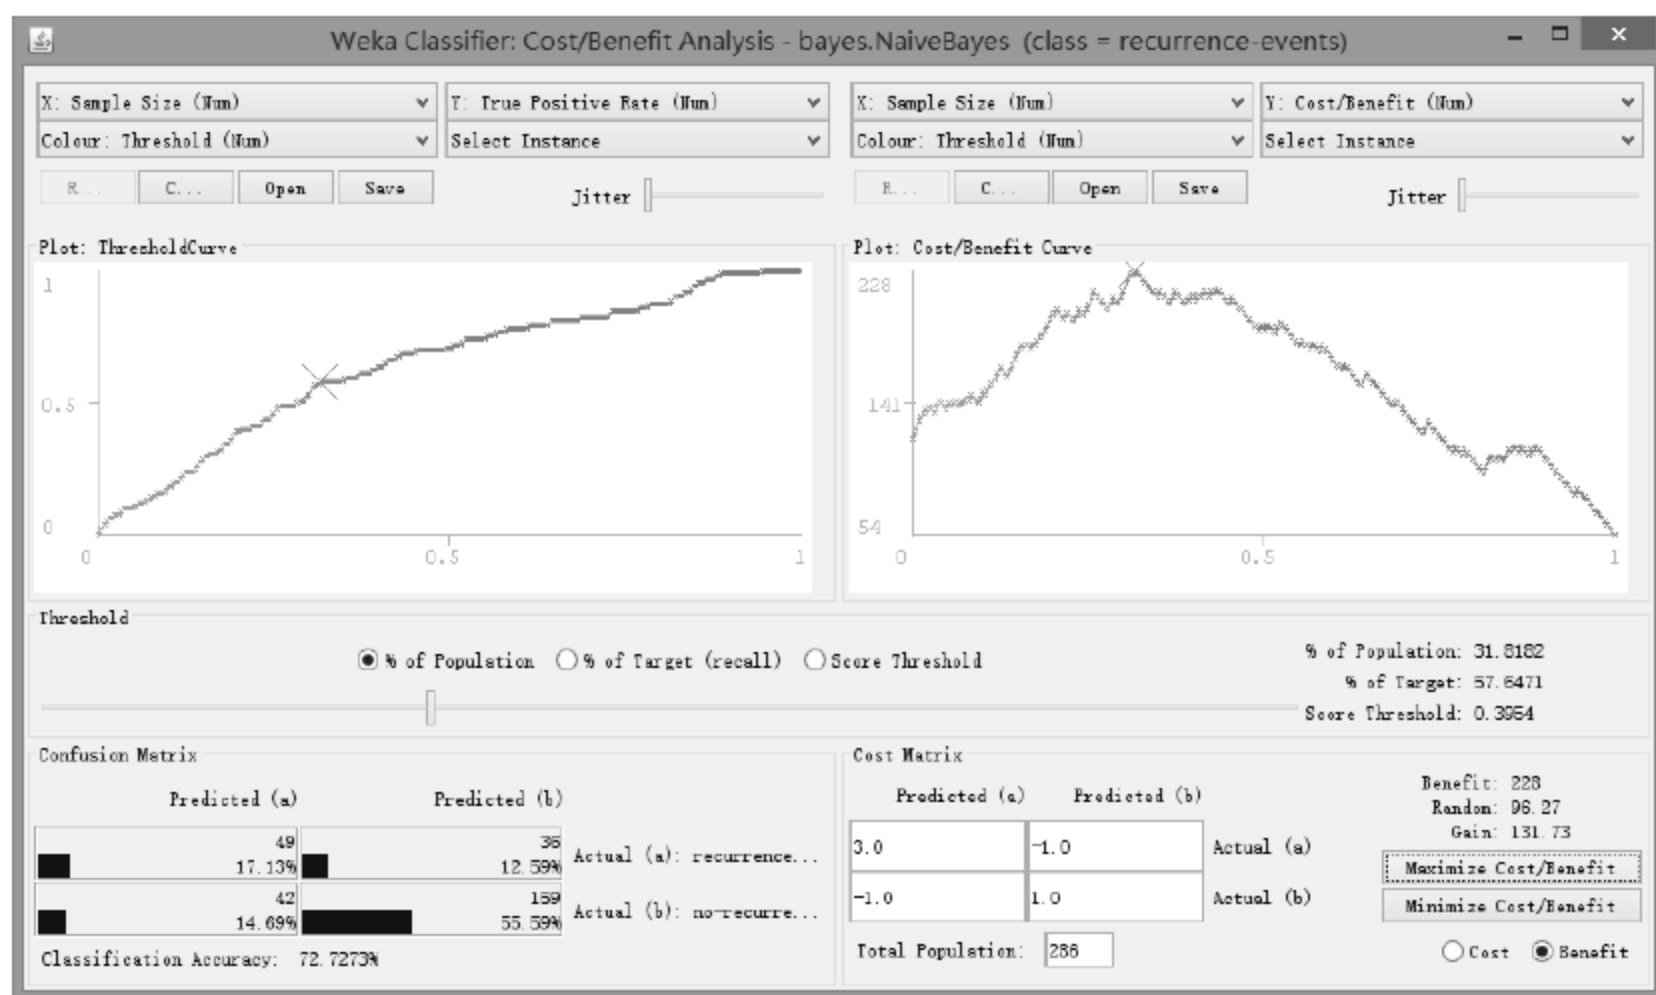 Weka Classifier: Cost/Benefit Analysis - bayes.NaiveBayes (class = recurrence-events)
X: Sample Size (Num) Y: True Positive Rate (Num) X: Sample Size (Num) Y: Cost/Benefit (Num)
Colour: Threshold (Num) Select Instance Colour: Threshold (Num) Select Instance
R... C... Open Save Jitter R... C... Open Save Jitter
Plot: ThresholdCurve Plot: Cost/Benefit Curve
1 228
0.5 141
0 54
0 0.5 1 0 0.5 1
Threshold
% of Population % of Target (recall) Score Threshold
% of Population: 31.8182
% of Target: 57.6471
Score Threshold: 0.3954
Confusion Matrix
Predicted (a) Predicted (b)
49 36
17.13% 12.59% Actual (a): recurrence...
42 159
14.69% 55.59% Actual (b): no-recurre...
Classification Accuracy: 72.7273%
Cost Matrix
Predicted (a) Predicted (b)
3.0 -1.0 Actual (a)
-1.0 1.0 Actual (b)
Total Population: 286
Benefit: 228
Random: 96.27
Gain: 131.73
Maximize Cost/Benefit
Minimize Cost/Benefit
Cost Benefit